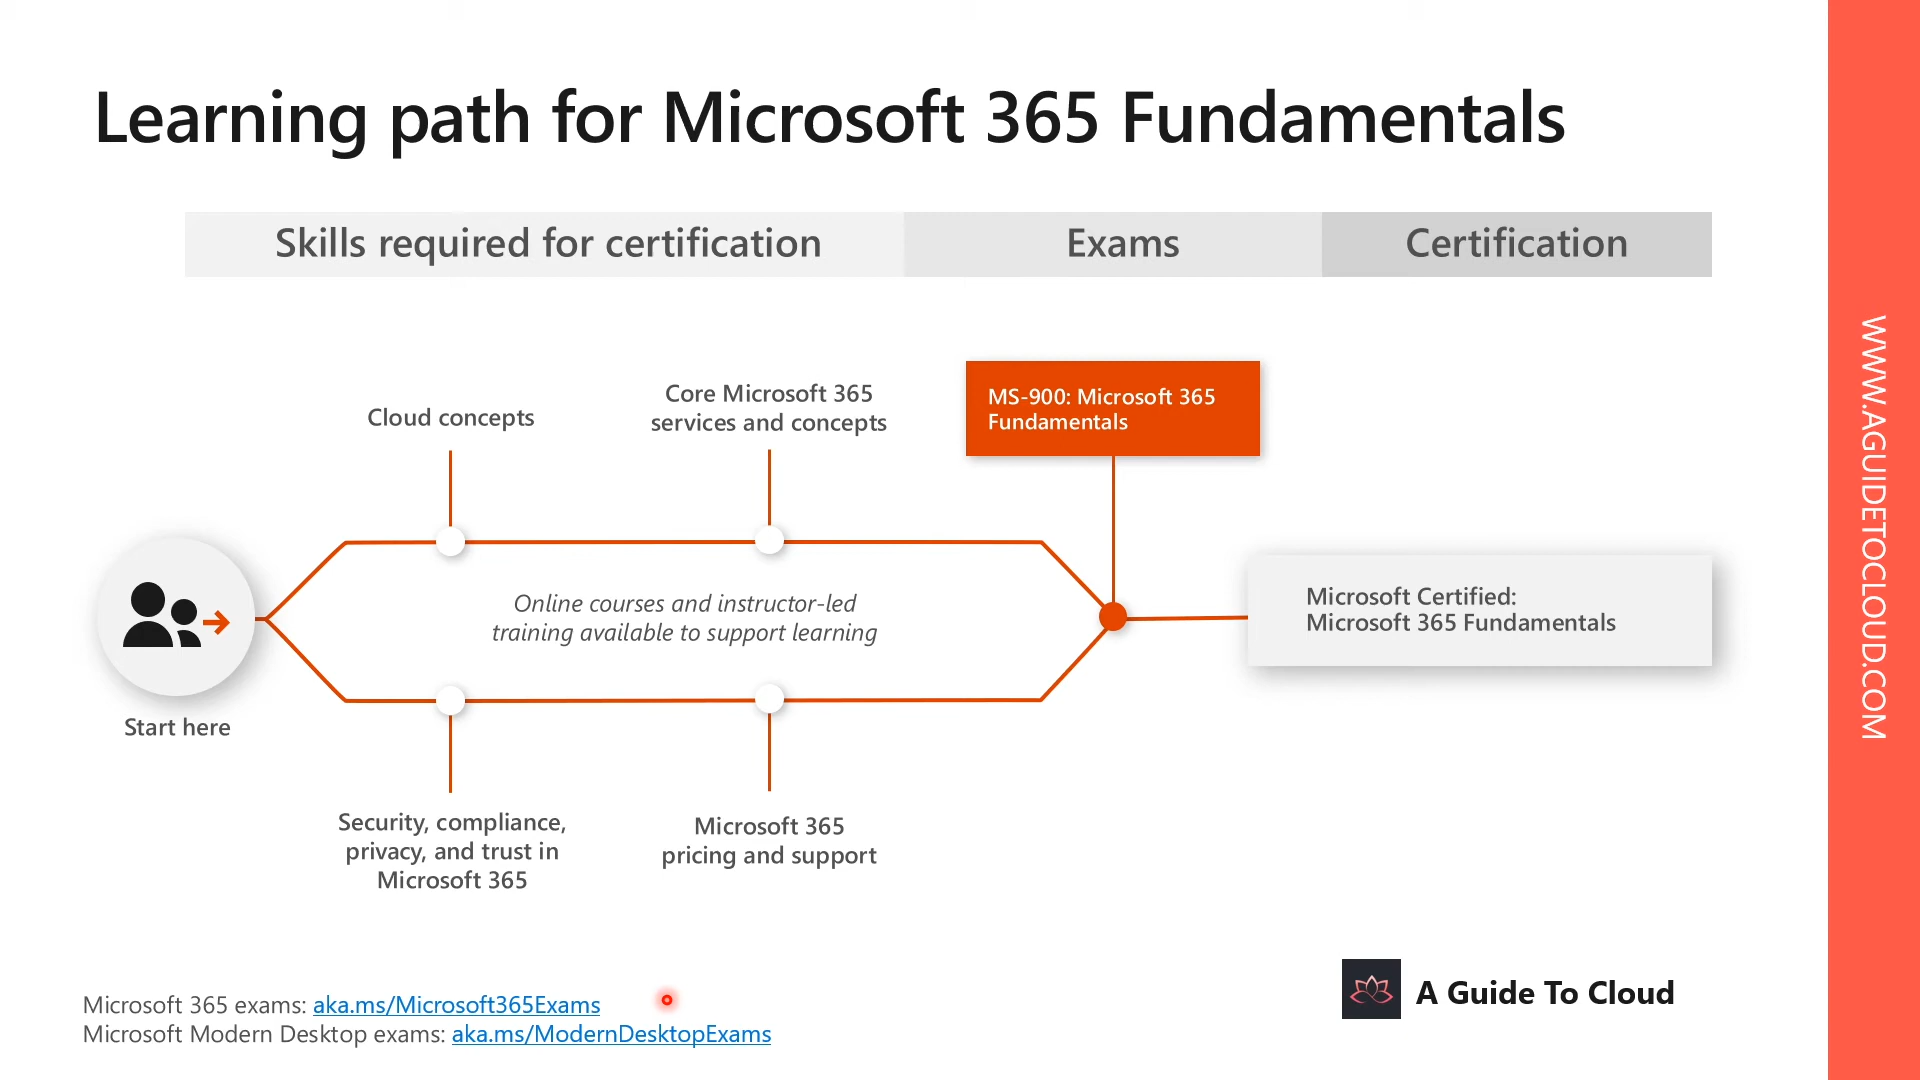 Learning path for Microsoft 365 Fundamentals
Skills required for certification
Exams
Certification
Cloud concepts
Core Microsoft 365
services and concepts
MS-900: Microsoft 365
Fundamentals
Online courses and instructor-led
training available to support learning
Microsoft Certified:
Microsoft 365 Fundamentals
Start here
Security, compliance,
privacy, and trust in
Microsoft 365
Microsoft 365
pricing and support
Microsoft 365 exams: aka.ms/Microsoft365Exams
Microsoft Modern Desktop exams: aka.ms/ModernDesktopExams
A Guide To Cloud
WWW.AGUIDETOCLOUD.COM